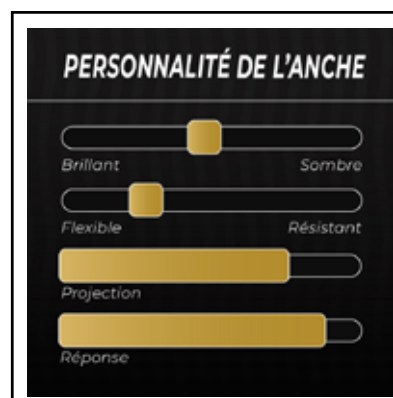 PERSONNALITÉ DE L'ANCHE
Brillant Sombre
Flexible Résistant
Projection
Réponse